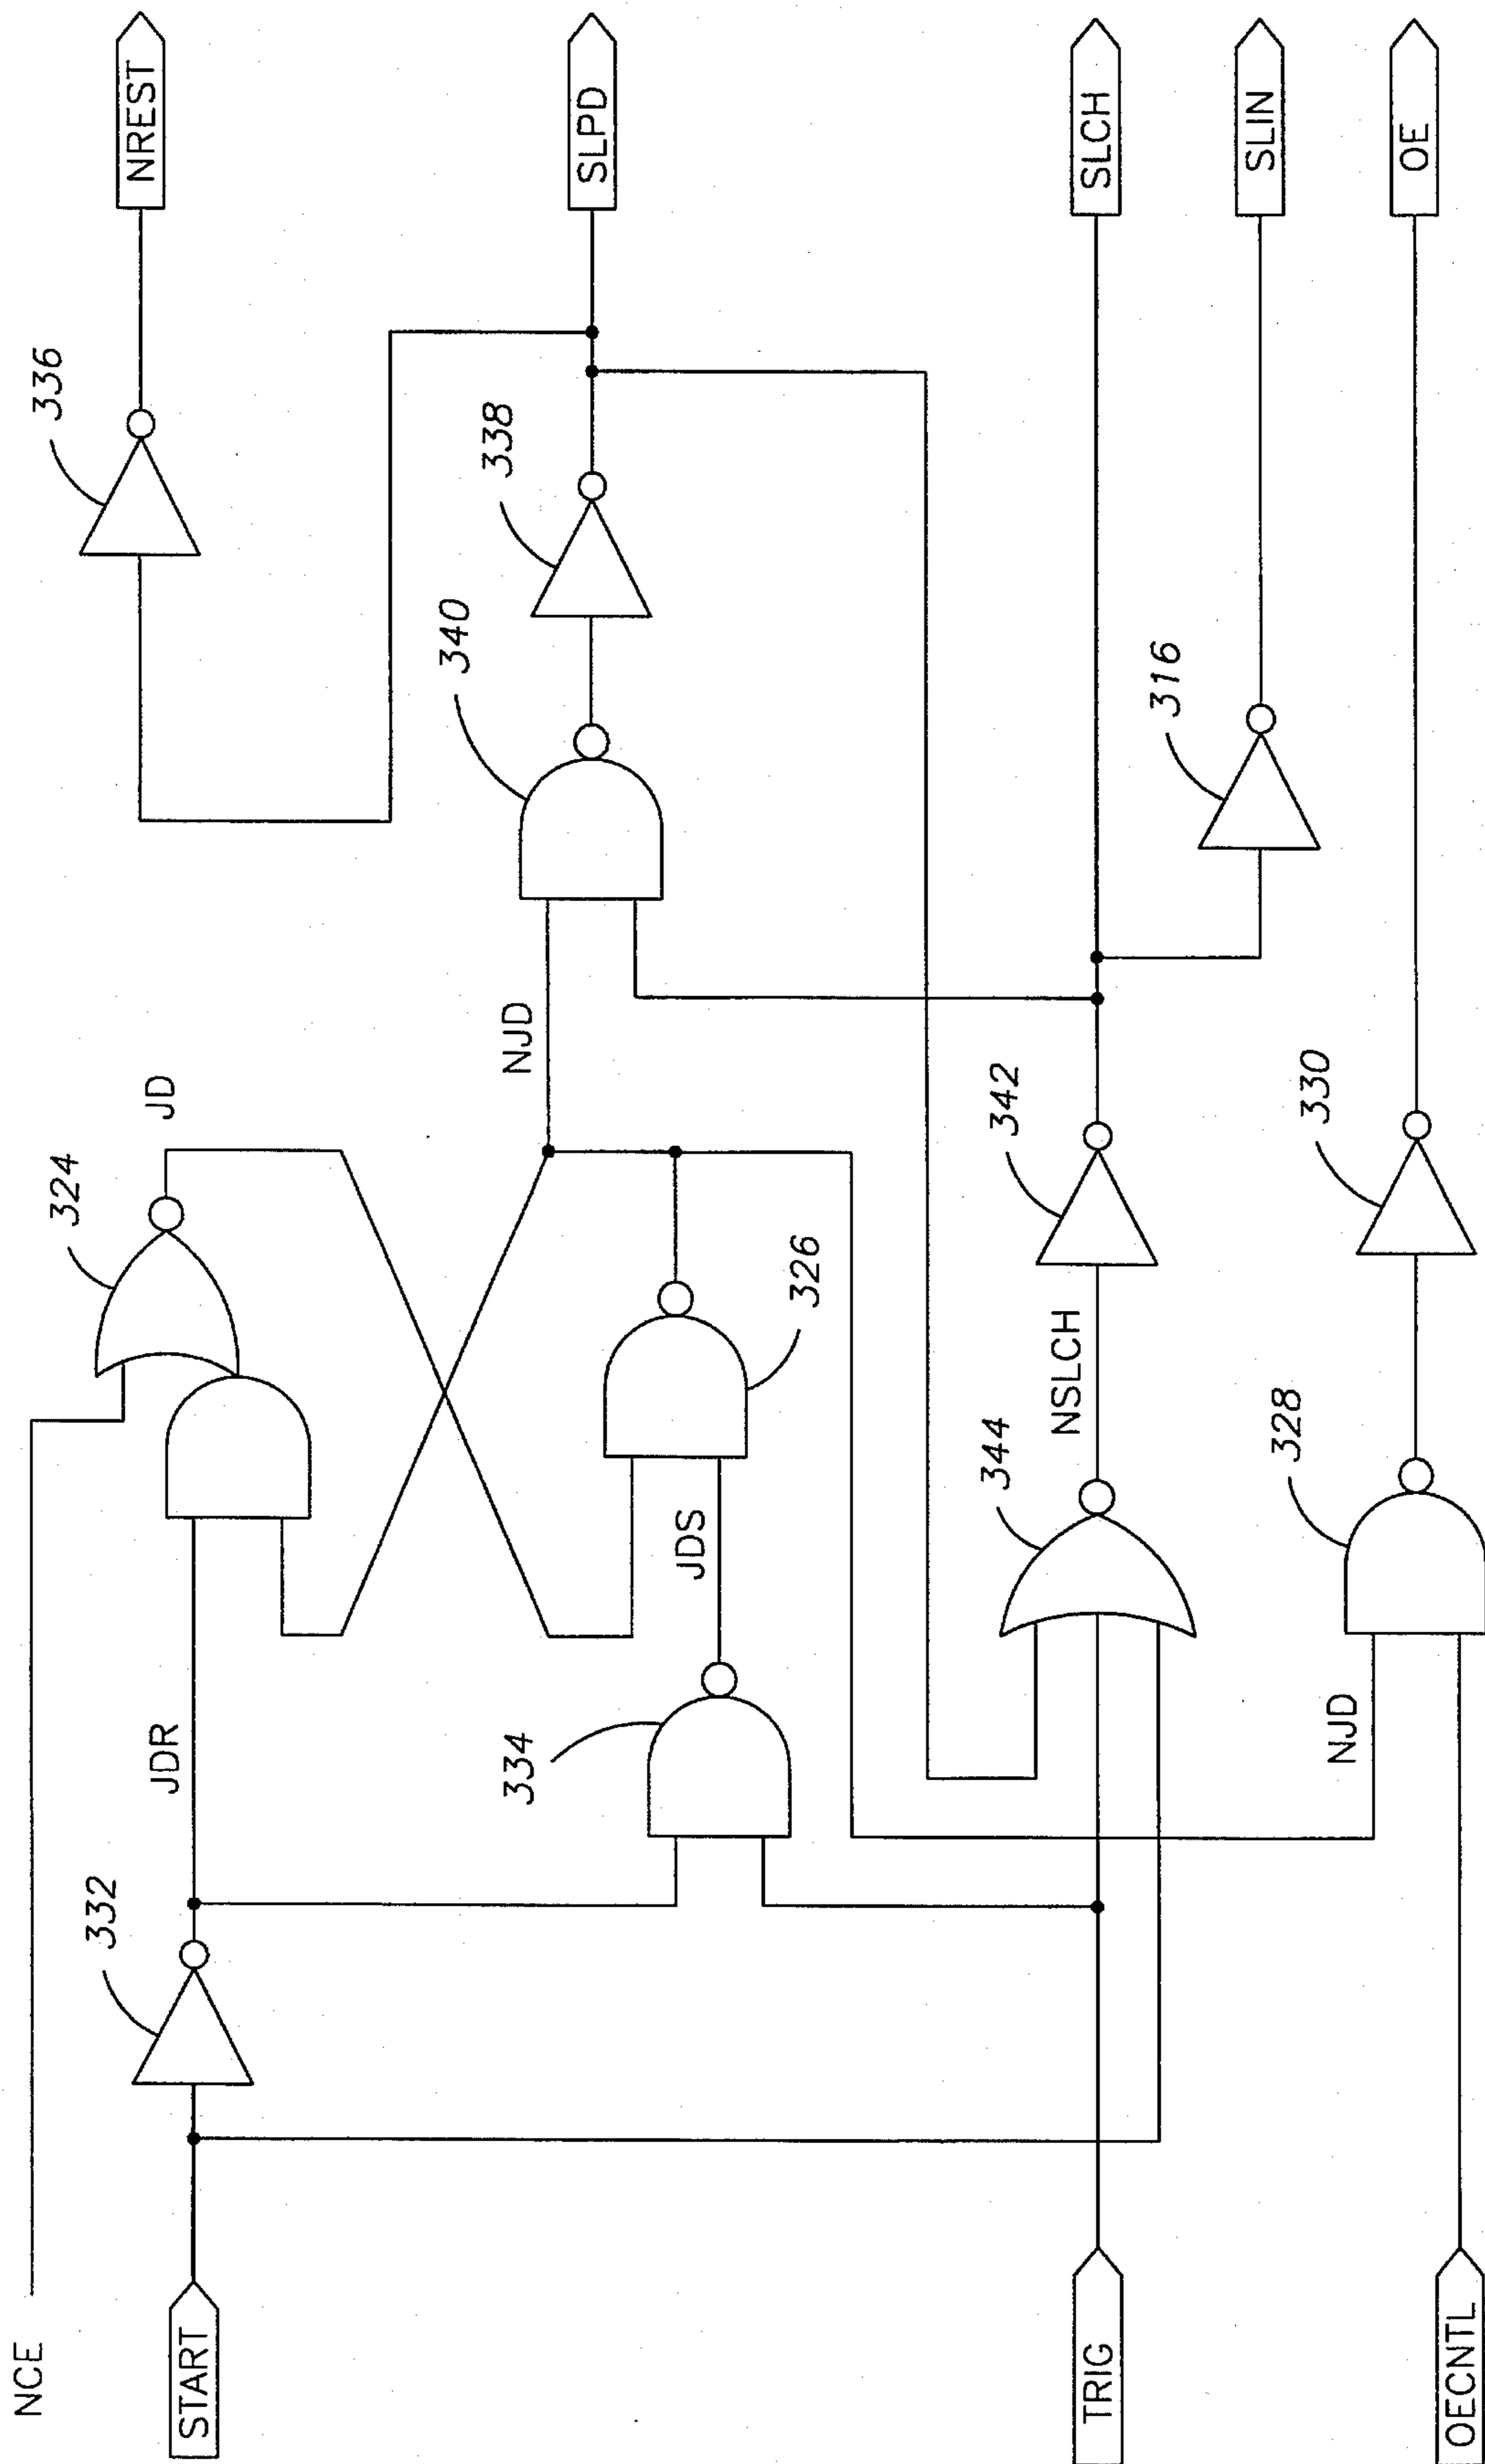 NCE
START
332
JDR
324
JD
336
NREST
334
JDS
326
NJD
340
338
SLPD
TRIG
344
NSLCH
342
SLCH
316
SLIN
OECNTL
NJD
328
330
OE